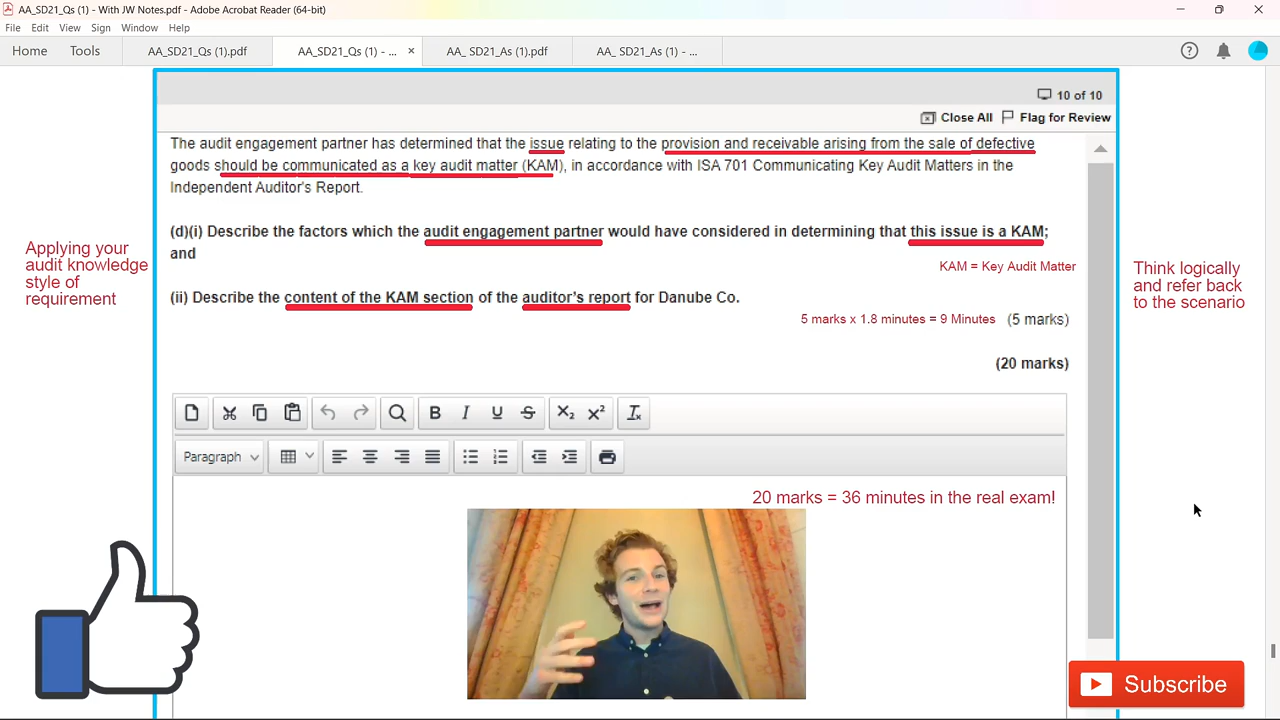 AA_SD21_Qs (1) - With JW Notes.pdf - Adobe Acrobat Reader (64-bit)
File Edit View Sign Window Help
Home Tools AA_SD21_Qs (1).pdf AA_SD21_Qs (1) - ... × AA_ SD21_As (1).pdf AA_ SD21_As (1) - ...
10 of 10
Close All Flag for Review
The audit engagement partner has determined that the issue relating to the provision and receivable arising from the sale of defective
goods should be communicated as a key audit matter (KAM), in accordance with ISA 701 Communicating Key Audit Matters in the
Independent Auditor's Report.
(d)(i) Describe the factors which the audit engagement partner would have considered in determining that this issue is a KAM;
and
KAM = Key Audit Matter
(ii) Describe the content of the KAM section of the auditor's report for Danube Co.
5 marks x 1.8 minutes = 9 Minutes (5 marks)
(20 marks)
Applying your
audit knowledge
style of
requirement
Think logically
and refer back
to the scenario
B I U S X₂ X² Tx
Paragraph
20 marks = 36 minutes in the real exam!
Subscribe